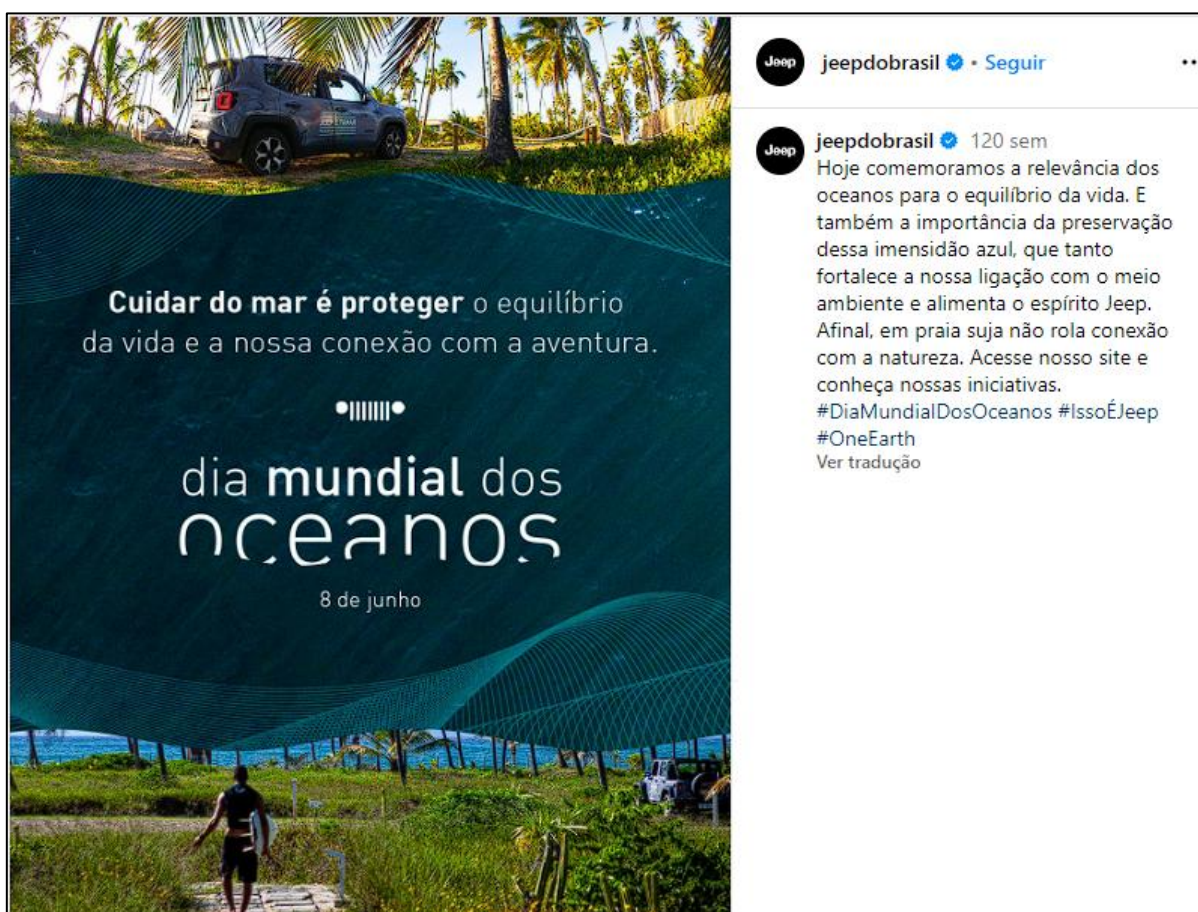 Cuidar do mar é proteger o equilíbrio
da vida e a nossa conexão com a aventura.
dia mundial dos
oceanos
8 de junho
Jeep
jeepdobrasil • Seguir
Jeep
jeepdobrasil 120 sem
Hoje comemoramos a relevância dos
oceanos para o equilíbrio da vida. E
também a importância da preservação
dessa imensidão azul, que tanto
fortalece a nossa ligação com o meio
ambiente e alimenta o espírito Jeep.
Afinal, em praia suja não rola conexão
com a natureza. Acesse nosso site e
conheça nossas iniciativas.
#DiaMundialDosOceanos #IssoÉJeep
#OneEarth
Ver tradução